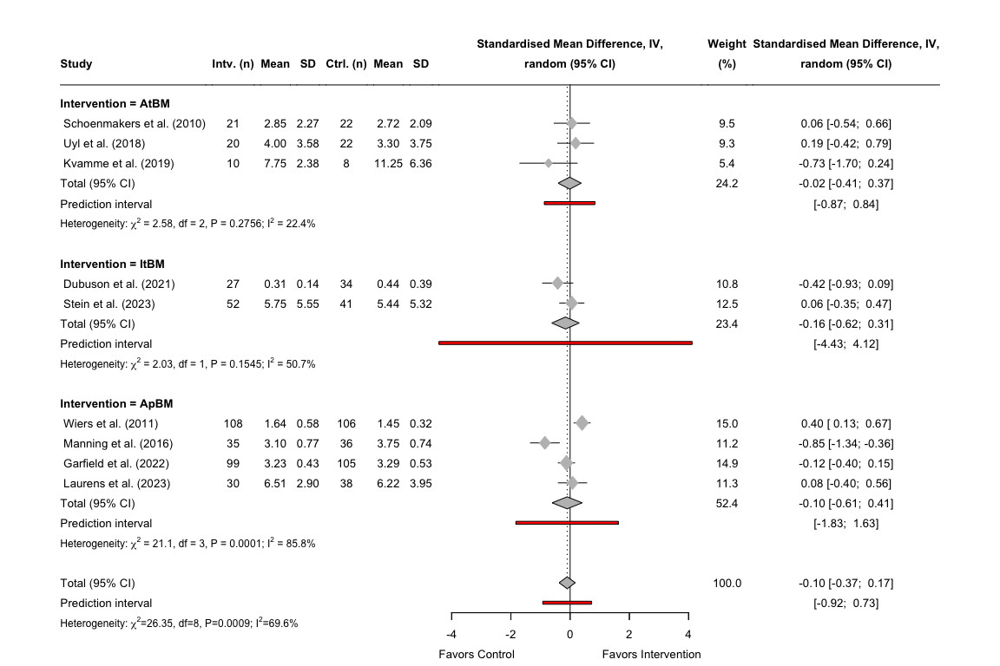 Standardised Mean Difference, IV, Weight Standardised Mean Difference, IV,
Study Intv. (n) Mean SD Ctrl. (n) Mean SD random (95% CI) (%) random (95% CI)
Intervention = AtBM
Schoenmakers et al. (2010) 21 2.85 2.27 22 2.72 2.09 9.5 0.06 [-0.54; 0.66]
Uyl et al. (2018) 20 4.00 3.58 22 3.30 3.75 9.3 0.19 [-0.42; 0.79]
Kvamme et al. (2019) 10 7.75 2.38 8 11.25 6.36 5.4 -0.73 [-1.70; 0.24]
Total (95% CI) 24.2 -0.02 [-0.41; 0.37]
Prediction interval [-0.87; 0.84]
Heterogeneity: χ² = 2.58, df = 2, P = 0.2756; I² = 22.4%
Intervention = ItBM
Dubuson et al. (2021) 27 0.31 0.14 34 0.44 0.39 10.8 -0.42 [-0.93; 0.09]
Stein et al. (2023) 52 5.75 5.55 41 5.44 5.32 12.5 0.06 [-0.35; 0.47]
Total (95% CI) 23.4 -0.16 [-0.62; 0.31]
Prediction interval [-4.43; 4.12]
Heterogeneity: χ² = 2.03, df = 1, P = 0.1545; I² = 50.7%
Intervention = ApBM
Wiers et al. (2011) 108 1.64 0.58 106 1.45 0.32 15.0 0.40 [ 0.13; 0.67]
Manning et al. (2016) 35 3.10 0.77 36 3.75 0.74 11.2 -0.85 [-1.34; -0.36]
Garfield et al. (2022) 99 3.23 0.43 105 3.29 0.53 14.9 -0.12 [-0.40; 0.15]
Laurens et al. (2023) 30 6.51 2.90 38 6.22 3.95 11.3 0.08 [-0.40; 0.56]
Total (95% CI) 52.4 -0.10 [-0.61; 0.41]
Prediction interval [-1.83; 1.63]
Heterogeneity: χ² = 21.1, df = 3, P = 0.0001; I² = 85.8%
Total (95% CI) 100.0 -0.10 [-0.37; 0.17]
Prediction interval [-0.92; 0.73]
Heterogeneity: χ²=26.35, df=8, P=0.0009; I²=69.6%
-4 -2 0 2 4
Favors Control Favors Intervention